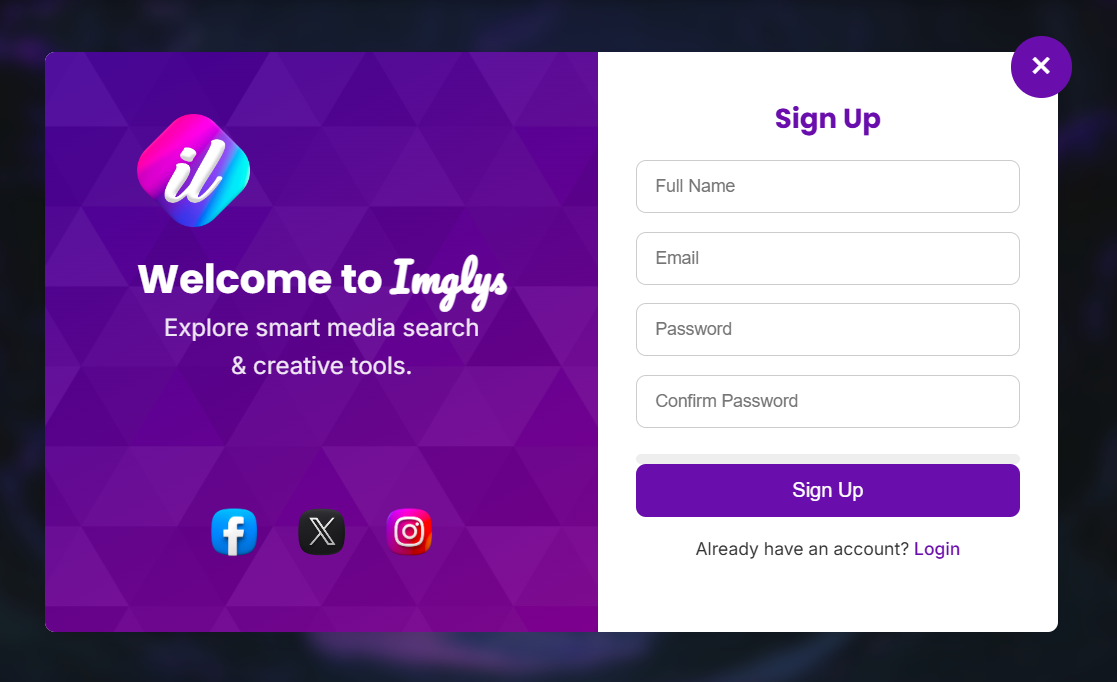 il
Welcome to Imglys
Explore smart media search
& creative tools.
Sign Up
Full Name
Email
Password
Confirm Password
Sign Up
Already have an account? Login